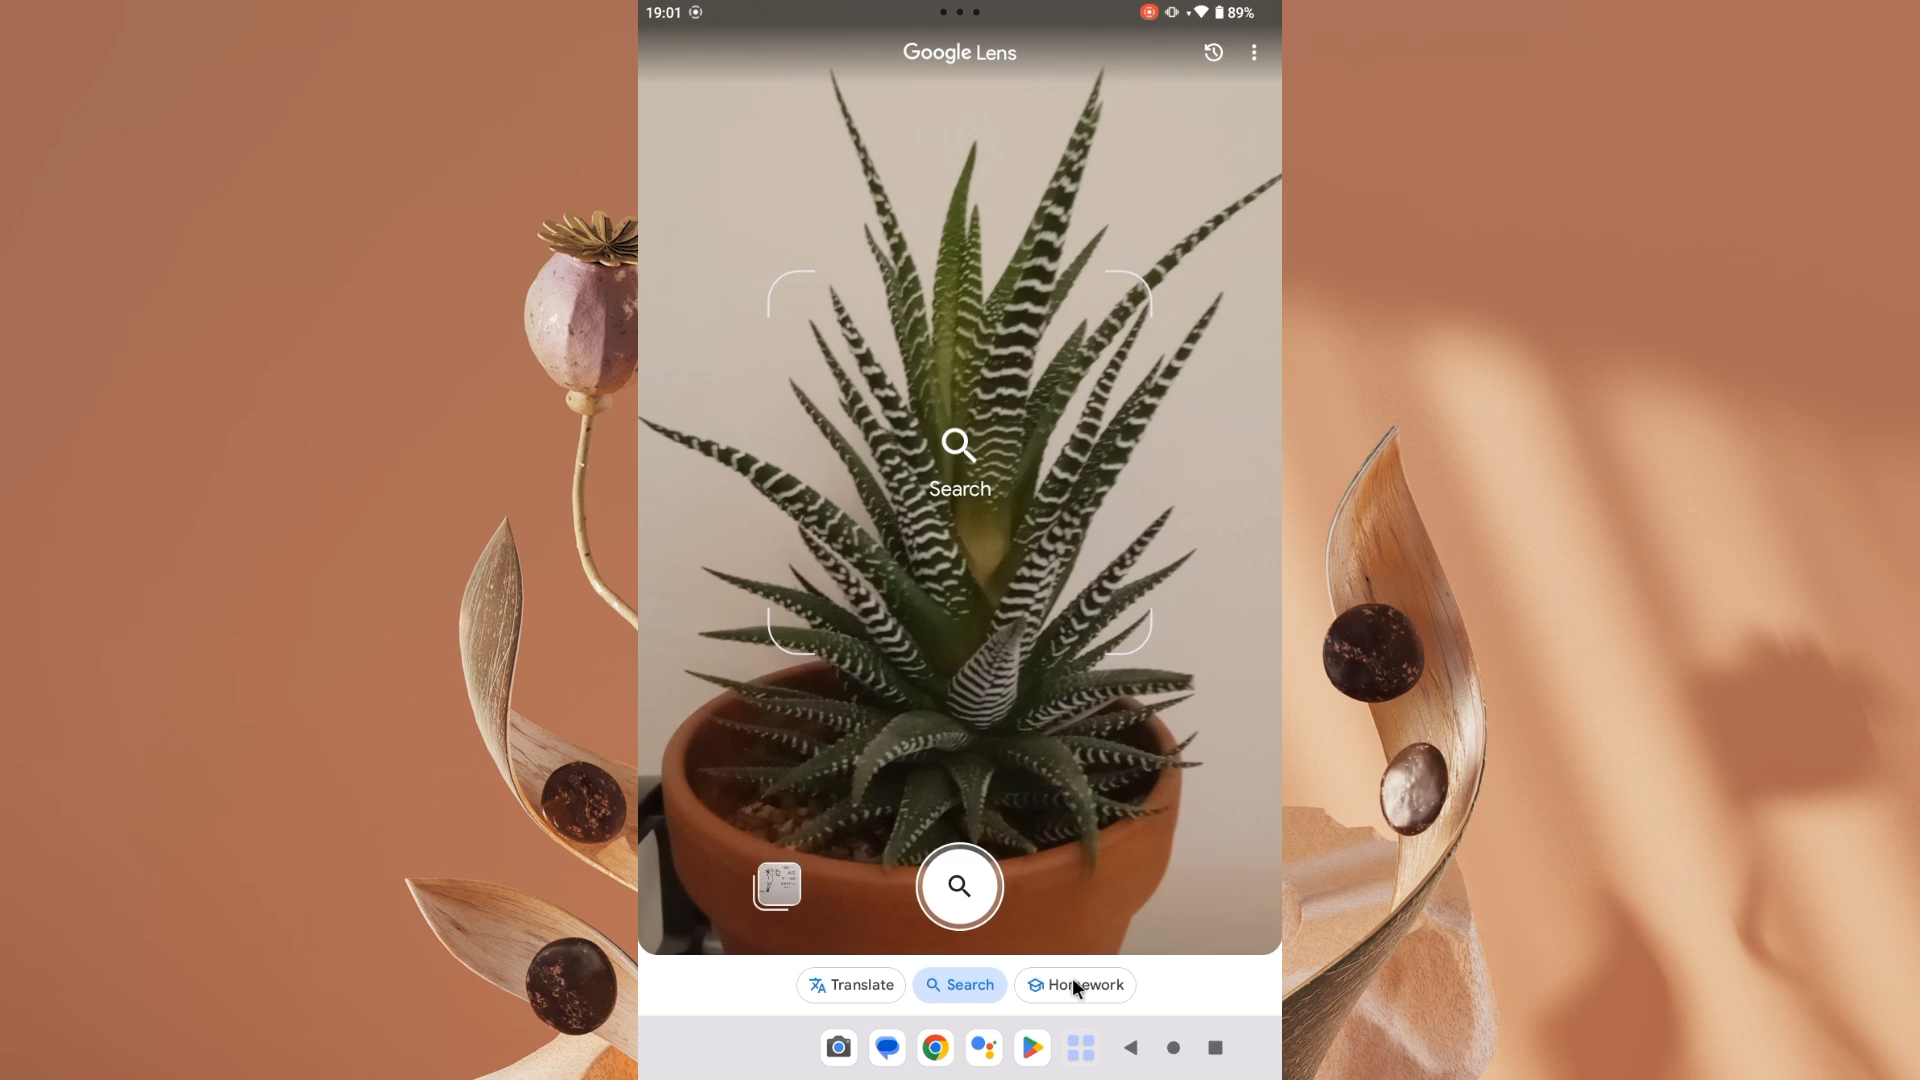 19:01
89%
Google Lens
Search
Translate
Search
Homework